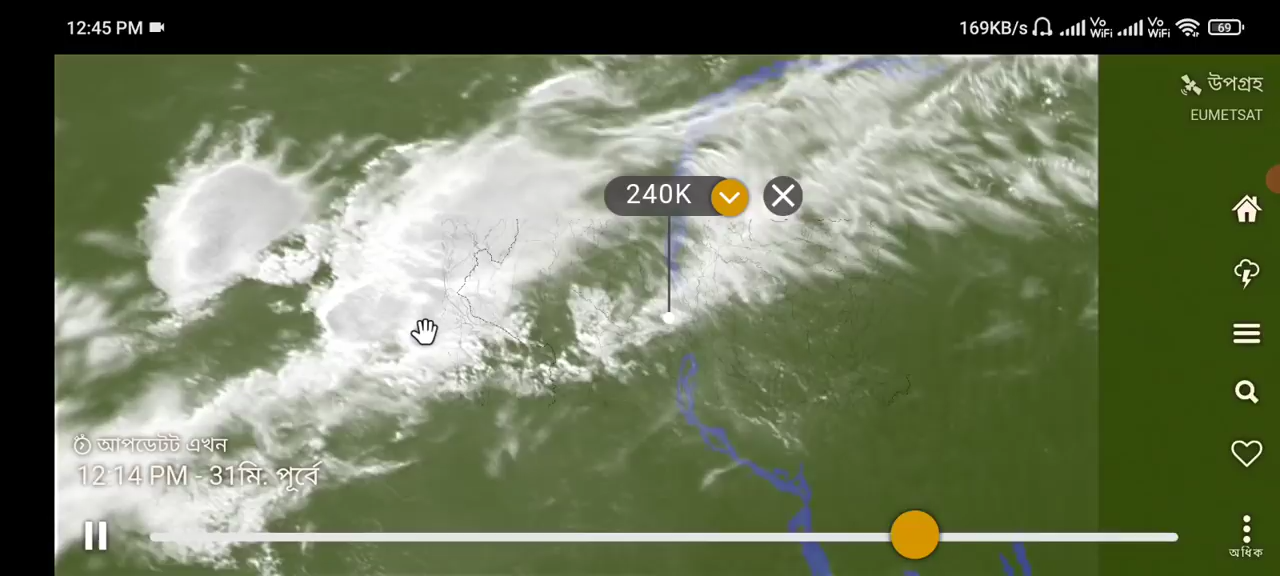 12:45 PM
169KB/s Vo WiFi Vo WiFi 69
উপগ্রহ
EUMETSAT
240K
আপডেটট এখন
12:14 PM - 31মি. পূর্বে
অধিক